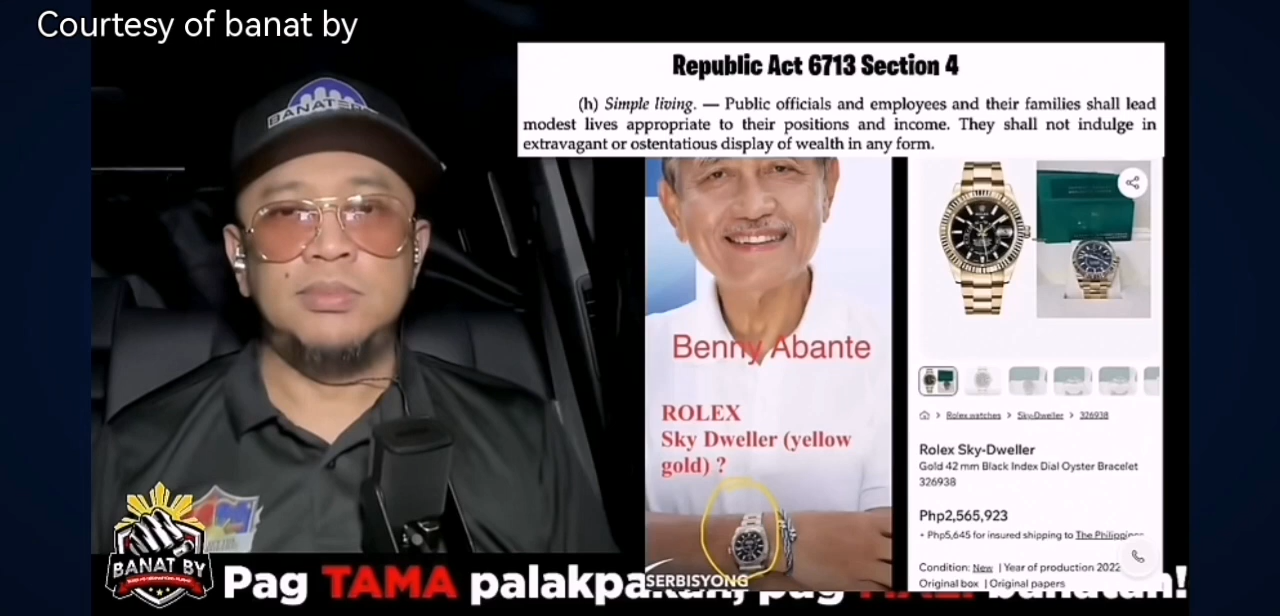 Courtesy of banat by
Republic Act 6713 Section 4
(h) Simple living. — Public officials and employees and their families shall lead
modest lives appropriate to their positions and income. They shall not indulge in
extravagant or ostentatious display of wealth in any form.
BANATERO
Benny Abante
ROLEX
Sky Dweller (yellow
gold) ?
SERBISYONG
Rolex watches > Sky-Dweller > 326938
Rolex Sky-Dweller
Gold 42 mm Black Index Dial Oyster Bracelet
326938
Php2,565,923
+ Php5,645 for insured shipping to The
Condition: New | Year of production 2022
Original box | Original papers
BANAT BY
Pag TAMA pag